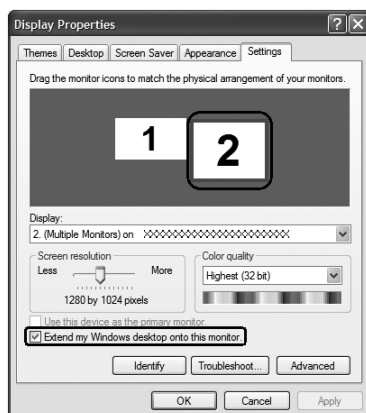 Display Properties
Themes Desktop Screen Saver Appearance Settings
Drag the monitor icons to match the physical arrangement of your monitors.
1 2
Display:
2. (Multiple Monitors) on XXXXXXXXXXXXXXXXXXXXXX
Screen resolution Color quality
Less More Highest (32 bit)
1280 by 1024 pixels
Use this device as the primary monitor.
Extend my Windows desktop onto this monitor.
Identify Troubleshoot... Advanced
OK Cancel Apply